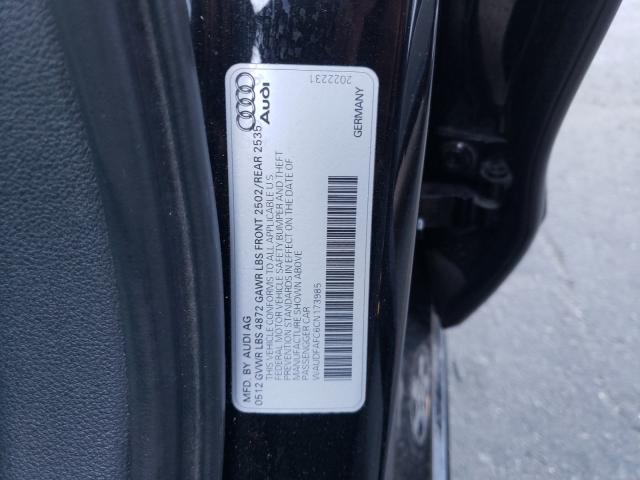 MFD. BY AUDI AG
0512 GVWR LBS 4872 GAWR LBS FRONT 2502/REAR 2535
THIS VEHICLE CONFORMS TO ALL APPLICABLE U S
FEDERAL MOTOR VEHICLE SAFETY BUMPER AND THEFT
PREVENTION STANDARDS IN EFFECT ON THE DATE OF
MANUFACTURE SHOWN ABOVE
PASSENGER CAR
WAUDFAFC6CN173985
Audi
GERMANY
2022231